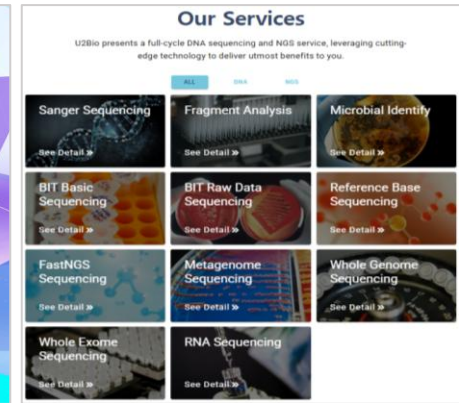 Our Services
U2Bio presents a full-cycle DNA sequencing and NGS service, leveraging cutting-
edge technology to deliver utmost benefits to you.
ALL DNA NGS
Sanger Sequencing
See Detail »
Fragment Analysis
See Detail »
Microbial Identify
See Detail »
BIT Basic
Sequencing
See Detail »
BIT Raw Data
Sequencing
See Detail »
Reference Base
Sequencing
See Detail »
FastNGS
Sequencing
See Detail »
Metagenome
Sequencing
See Detail »
Whole Genome
Sequencing
See Detail »
Whole Exome
Sequencing
See Detail »
RNA Sequencing
See Detail »